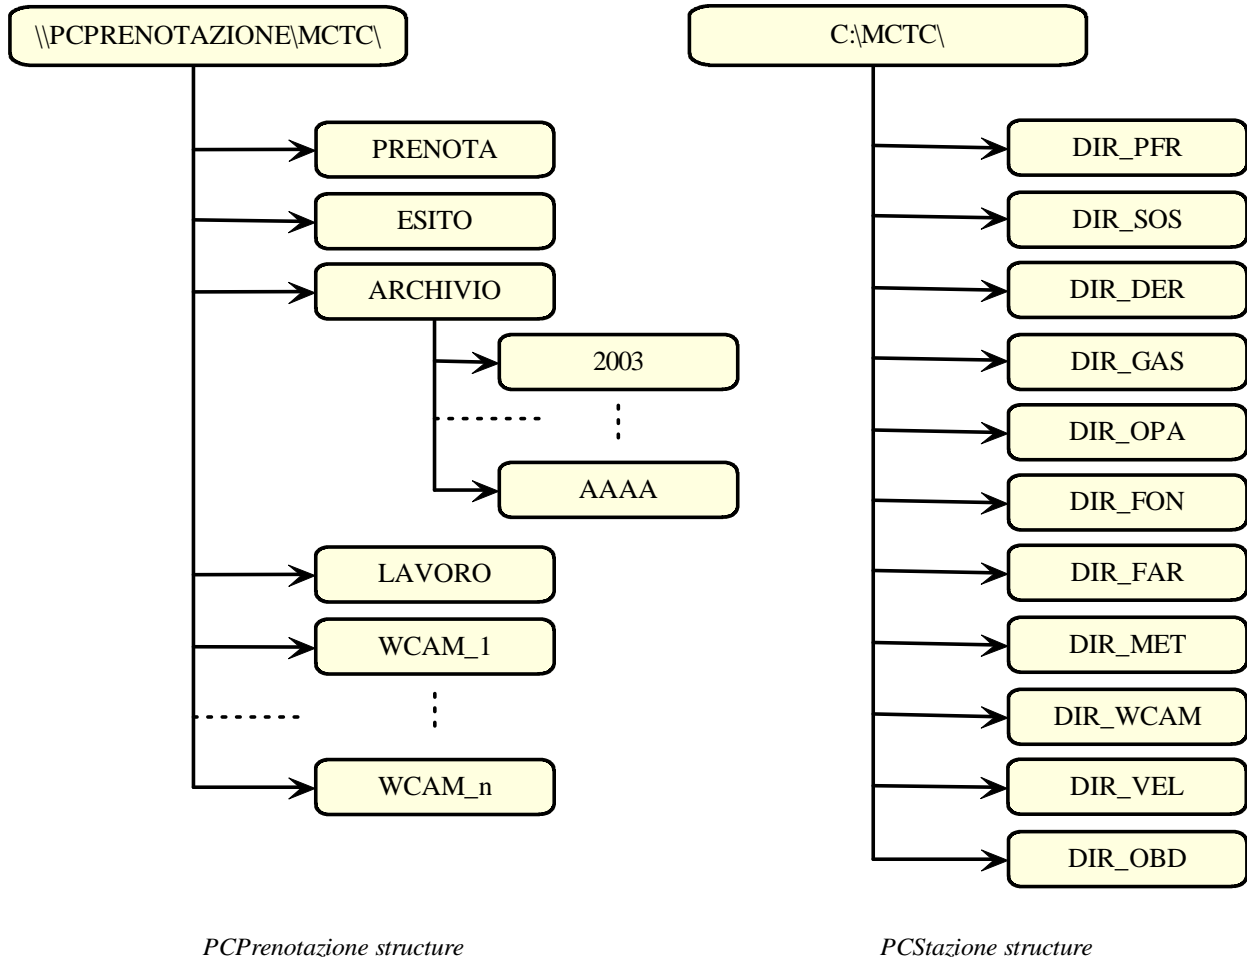 \\PCPRENOTAZIONE\MCTC\
PRENOTA
ESITO
ARCHIVIO
2003
AAAA
LAVORO
WCAM_1
WCAM_n
PCPrenotazione structure
C:\MCTC\
DIR_PFR
DIR_SOS
DIR_DER
DIR_GAS
DIR_OPA
DIR_FON
DIR_FAR
DIR_MET
DIR_WCAM
DIR_VEL
DIR_OBD
PCStazione structure